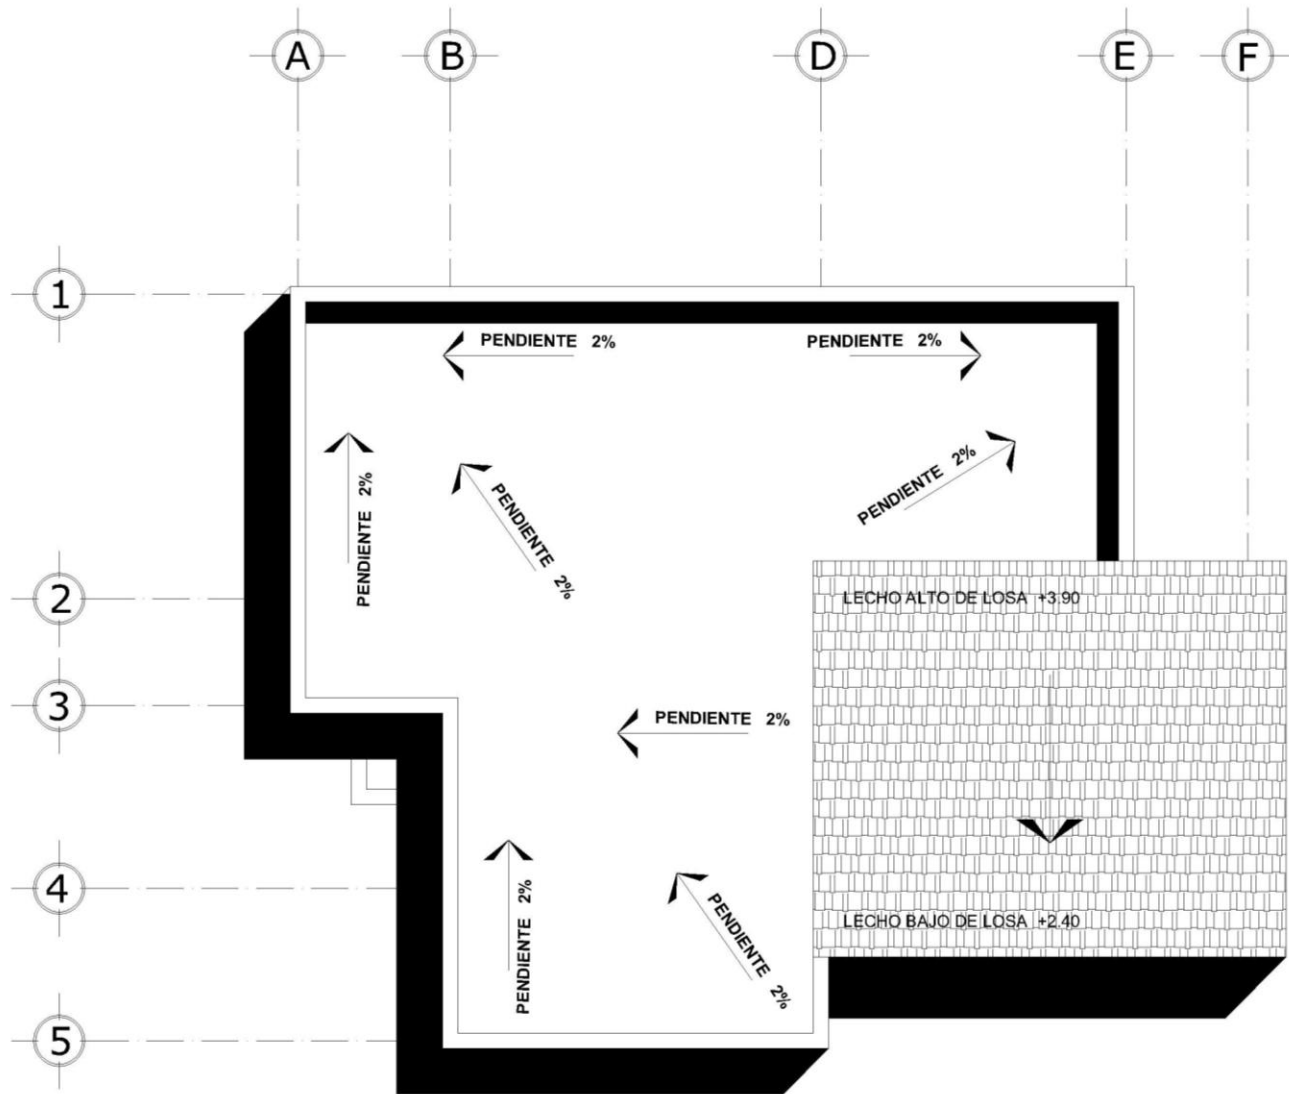 A B D E F
1
PENDIENTE 2% PENDIENTE 2%
PENDIENTE 2%
PENDIENTE 2%
PENDIENTE 2%
2
LECHO ALTO DE LOSA +3.90
3
PENDIENTE 2%
4
PENDIENTE 2%
PENDIENTE 2%
LECHO BAJO DE LOSA +2.40
5